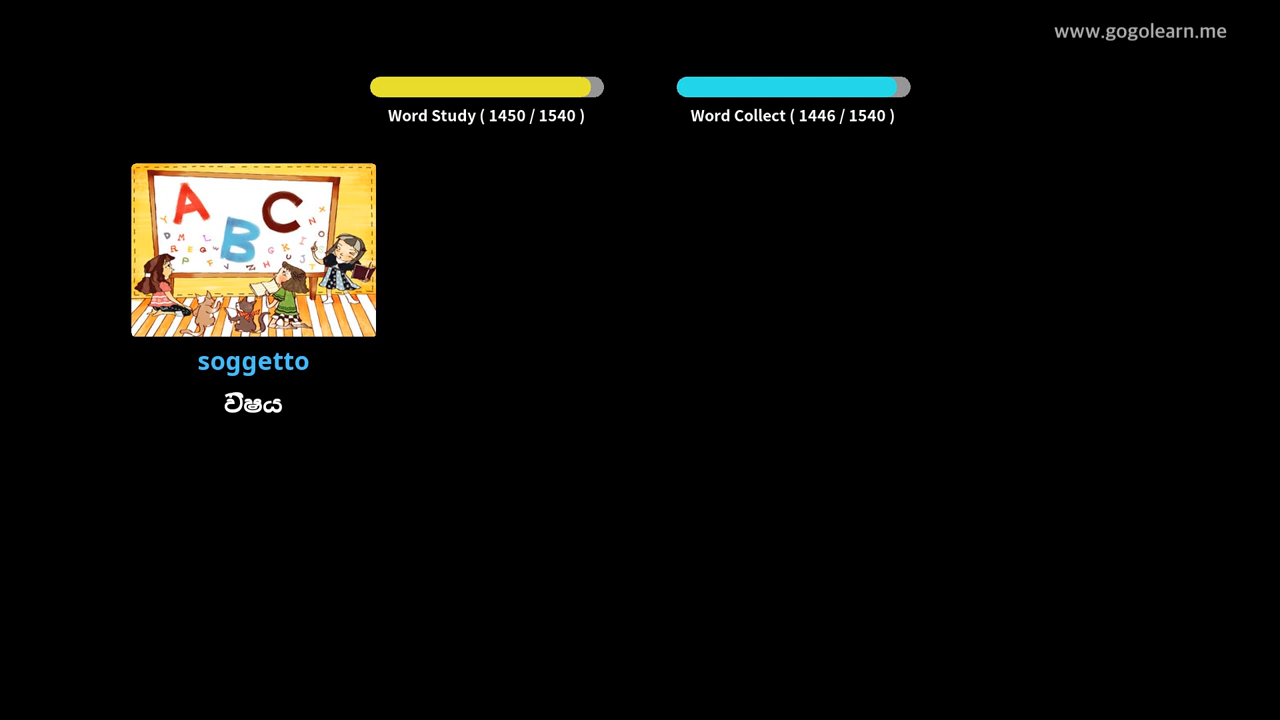 www.gogolearn.me
Word Study ( 1450 / 1540 )
Word Collect ( 1446 / 1540 )
A
B
C
soggetto
විෂය